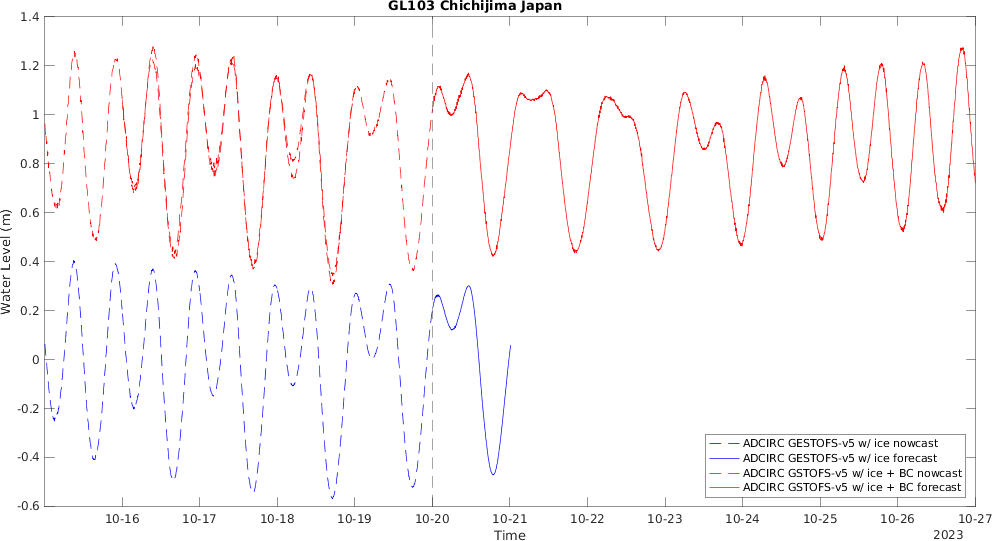 GL103 Chichijima Japan
1.4
1.2
1
0.8
0.6
0.4
0.2
0
-0.2
-0.4
-0.6
Water Level (m)
ADCIRC GESTOFS-v5 w/ ice nowcast
ADCIRC GESTOFS-v5 w/ ice forecast
ADCIRC GSTOFS-v5 w/ ice + BC nowcast
ADCIRC GSTOFS-v5 w/ ice + BC forecast
10-16 10-17 10-18 10-19 10-20 10-21 10-22 10-23 10-24 10-25 10-26 10-27
Time
2023